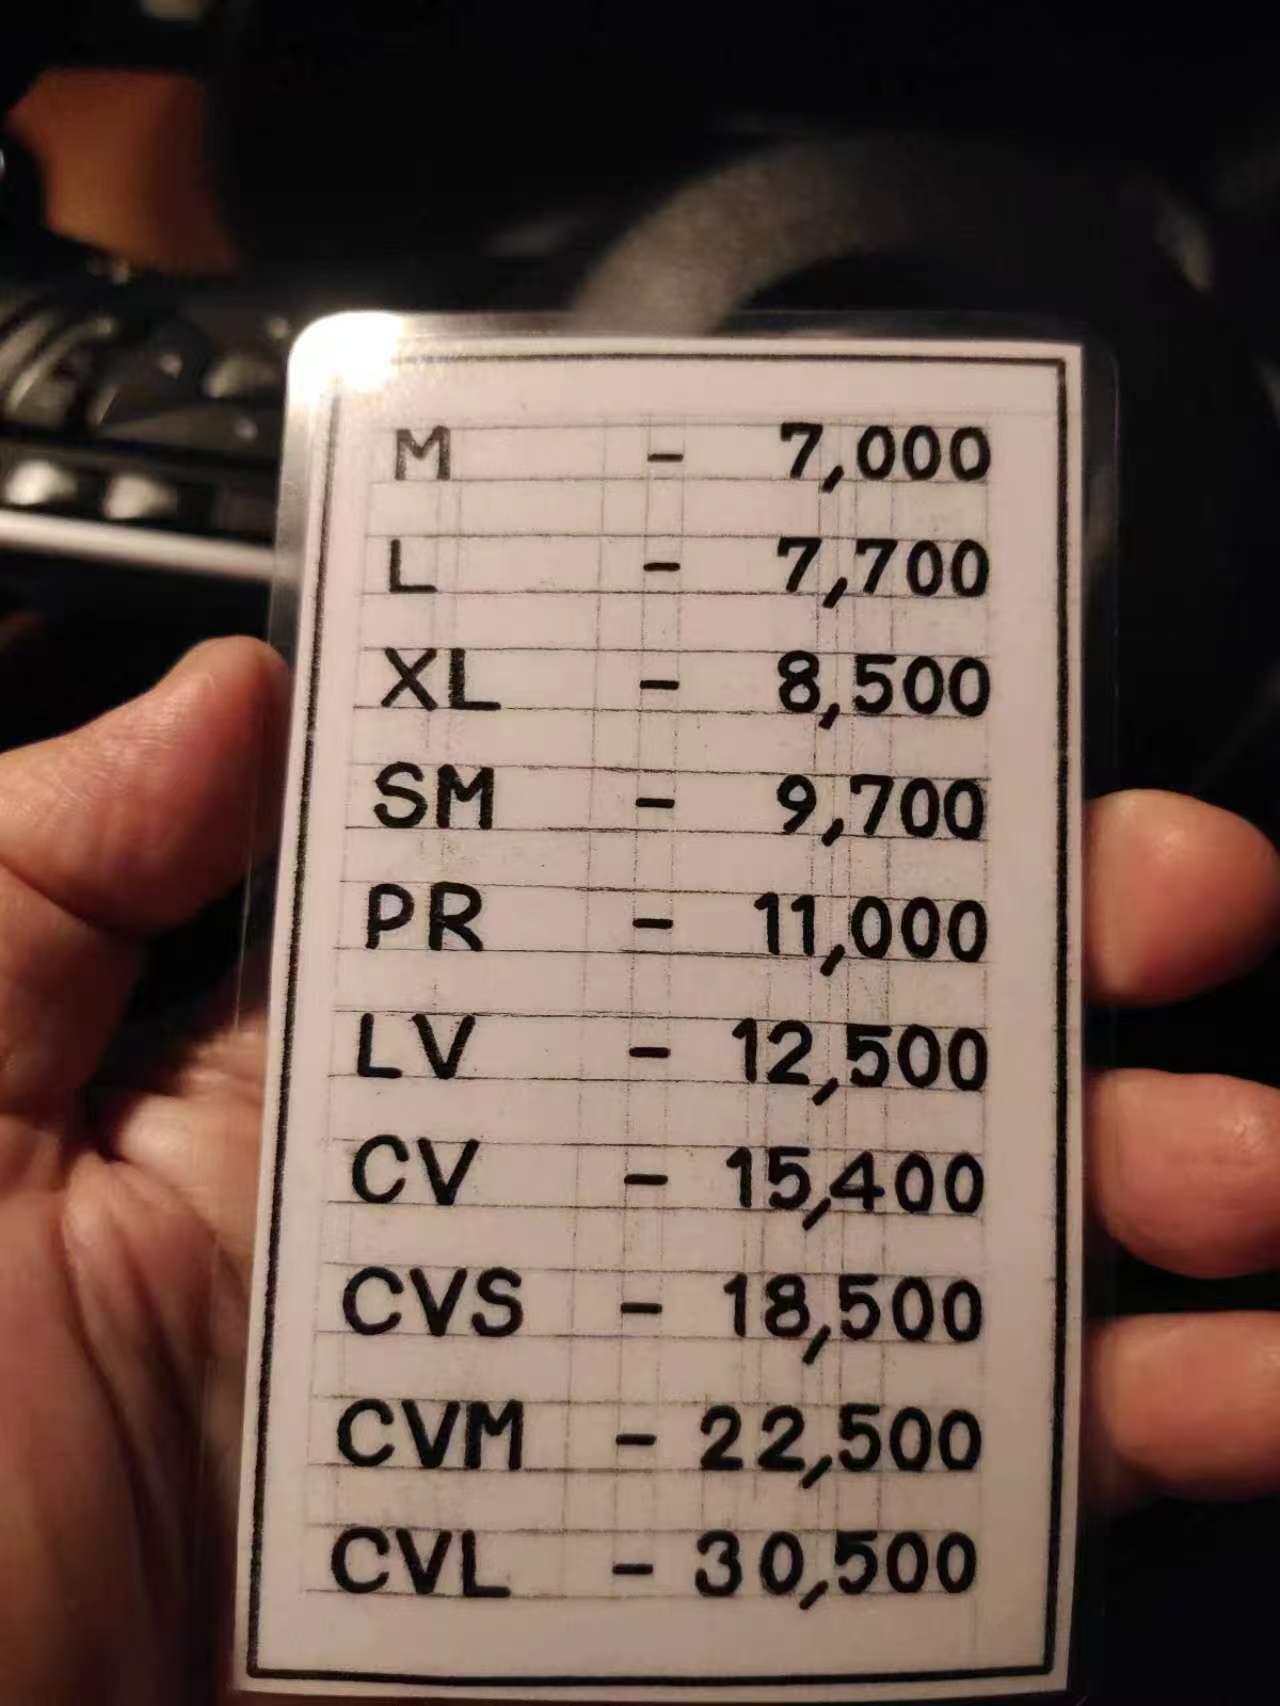 M - 7,000
L - 7,700
XL - 8,500
SM - 9,700
PR - 11,000
LV - 12,500
CV - 15,400
CVS - 18,500
CVM - 22,500
CVL - 30,500